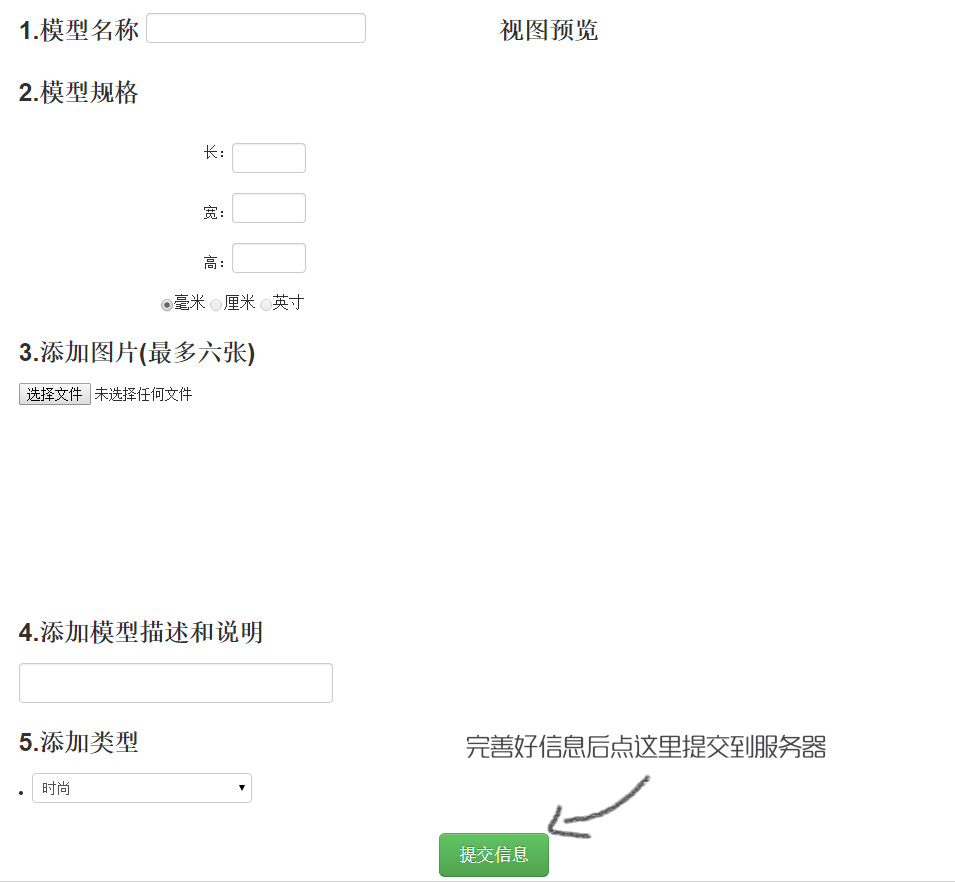 1.模型名称
视图预览
2.模型规格
长:
宽:
高:
毫米 厘米 英寸
3.添加图片(最多六张)
选择文件 未选择任何文件
4.添加模型描述和说明
5.添加类型
完善好信息后点这里提交到服务器
时尚
提交信息